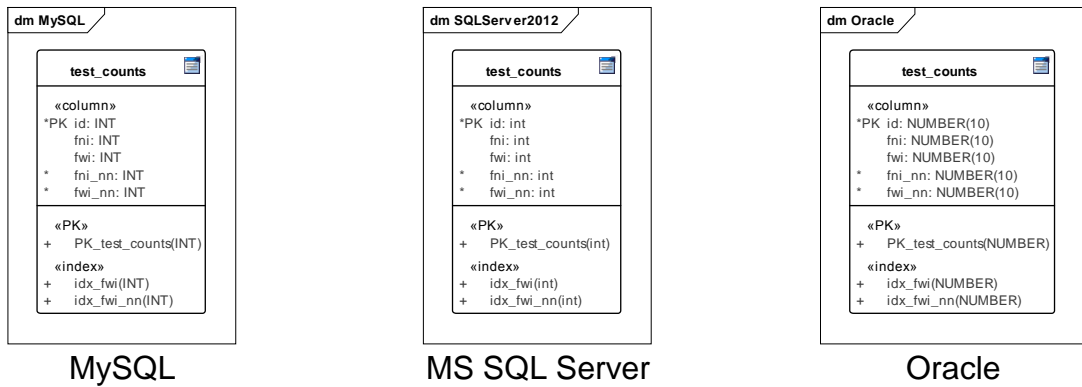 dm MySQL
test_counts
«column»
*PK id: INT
fni: INT
fwi: INT
* fni_nn: INT
* fwi_nn: INT
«PK»
+ PK_test_counts(INT)
«index»
+ idx_fwi(INT)
+ idx_fwi_nn(INT)
MySQL
dm SQLServer2012
test_counts
«column»
*PK id: int
fni: int
fwi: int
* fni_nn: int
* fwi_nn: int
«PK»
+ PK_test_counts(int)
«index»
+ idx_fwi(int)
+ idx_fwi_nn(int)
MS SQL Server
dm Oracle
test_counts
«column»
*PK id: NUMBER(10)
fni: NUMBER(10)
fwi: NUMBER(10)
* fni_nn: NUMBER(10)
* fwi_nn: NUMBER(10)
«PK»
+ PK_test_counts(NUMBER)
«index»
+ idx_fwi(NUMBER)
+ idx_fwi_nn(NUMBER)
Oracle